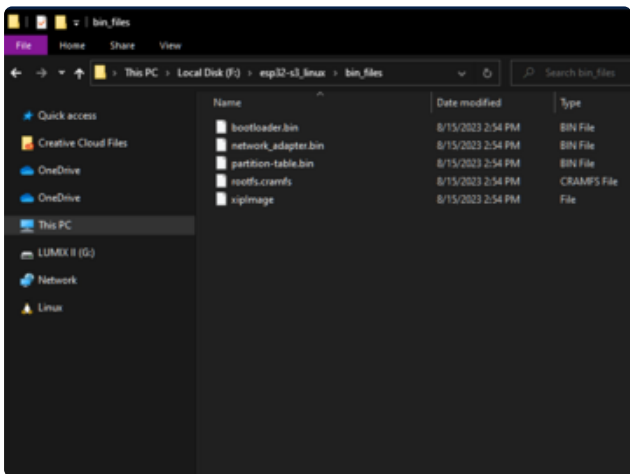 bin_files
File Home Share View
This PC > Local Disk (F:) > esp32-s3_linux > bin_files Search bin_files
Name Date modified Type
Quick access
Creative Cloud Files
OneDrive
OneDrive
This PC
LUMIX II (G:)
Network
Linux
bootloader.bin 8/15/2023 2:54 PM BIN File
network_adapter.bin 8/15/2023 2:54 PM BIN File
partition-table.bin 8/15/2023 2:54 PM BIN File
rootfs.cramfs 8/15/2023 2:54 PM CRAMFS File
xipImage 8/15/2023 2:54 PM File